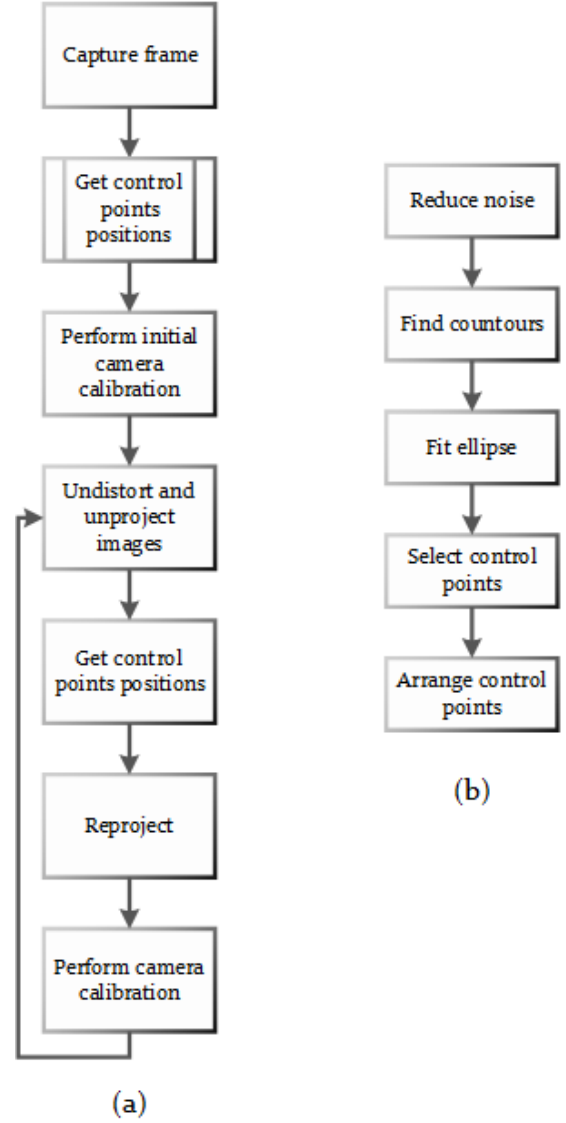 Capture frame
Get control
points
positions
Perform initial
camera
calibration
Undistort and
unproject
images
Get control
points positions
Reproject
Perform camera
calibration
(a)
Reduce noise
Find countours
Fit ellipse
Select control
points
Arrange control
points
(b)